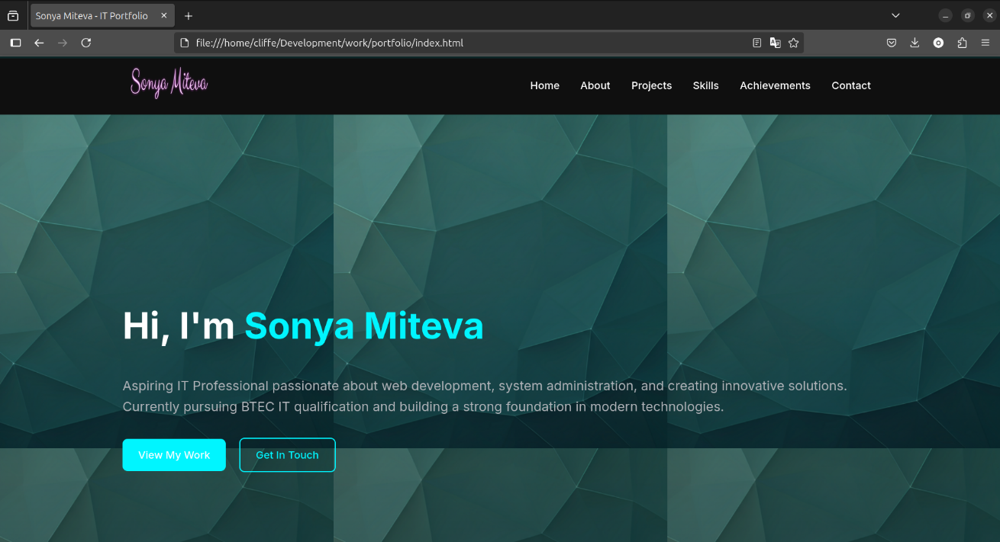 Sonya Miteva - IT Portfolio
file:///home/cliffe/Development/work/portfolio/index.html
Sonya Miteva
Home About Projects Skills Achievements Contact
Hi, I'm Sonya Miteva
Aspiring IT Professional passionate about web development, system administration, and creating innovative solutions.
Currently pursuing BTEC IT qualification and building a strong foundation in modern technologies.
View My Work Get In Touch